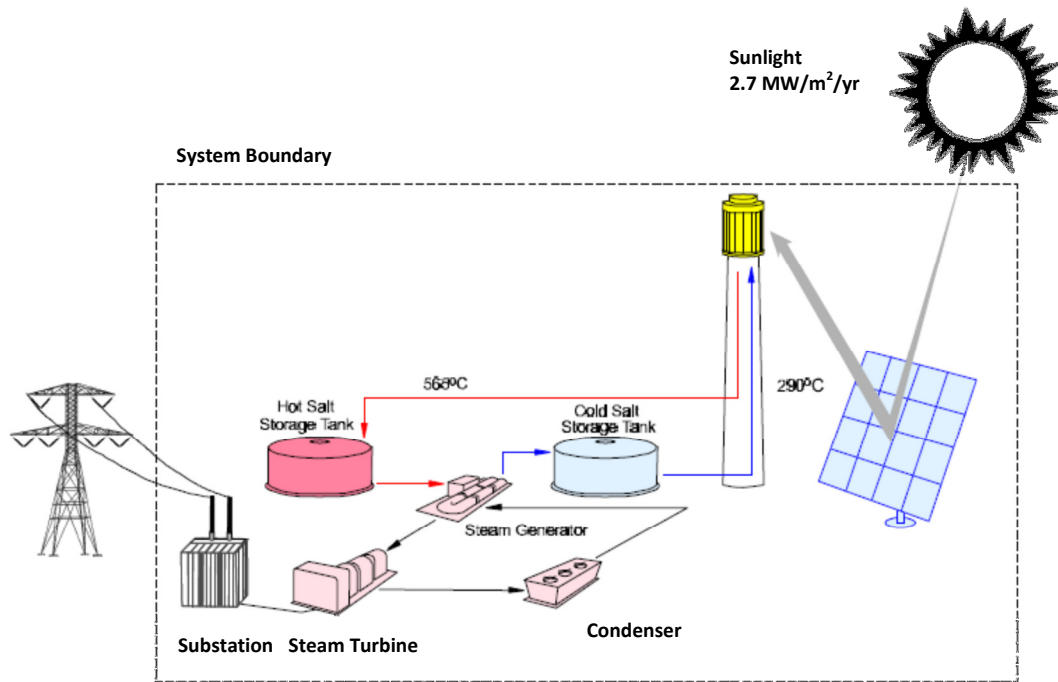 Sunlight
2.7 MW/m²/yr
System Boundary
568ºC
290ºC
Hot Salt
Storage Tank
Cold Salt
Storage Tank
Steam Generator
Substation
Steam Turbine
Condenser